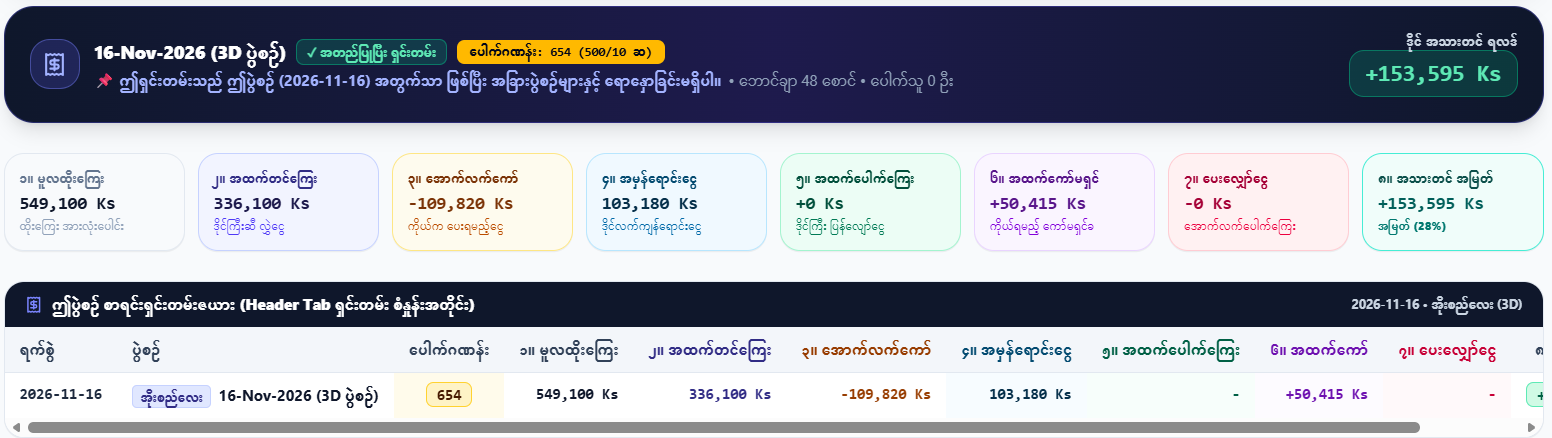 ဒိုင် အသားတင် ရလဒ်
16-Nov-2026 (3D ပွဲစဉ်) ✓ အတည်ပြုပြီး ရှင်းတမ်း ပေါက်ဂဏန်း: 654 (500/10 ဆ)
+153,595 Ks
📌 ဤရှင်းတမ်းသည် ဤပွဲစဉ် (2026-11-16) အတွက်သာ ဖြစ်ပြီး အခြားပွဲစဉ်များနှင့် ရောနှောခြင်းမရှိပါ။ • ဘောင်ချာ 48 စောင် • ပေါက်သူ 0 ဦး
၁။ မူလထိုးကြေး
549,100 Ks
ထိုးကြေး အားလုံးပေါင်း
၂။ အထက်တင်ကြေး
336,100 Ks
ဒိုင်ကြီးဆီ လွှဲငွေ
၃။ အောက်လက်ကော်
-109,820 Ks
ကိုယ်က ပေးရမည့်ငွေ
၄။ အမှန်ရောင်းငွေ
103,180 Ks
ဒိုင်လက်ကျန်ရောင်းငွေ
၅။ အထက်ပေါက်ကြေး
+0 Ks
ဒိုင်ကြီး ပြန်လျော်ငွေ
၆။ အထက်ကော်မရှင်
+50,415 Ks
ကိုယ်ရမည့် ကော်မရှင်ခ
၇။ ပေးလျှော်ငွေ
-0 Ks
အောက်လက်ပေါက်ကြေး
၈။ အသားတင် အမြတ်
+153,595 Ks
အမြတ် (28%)
ဤပွဲစဉ် စာရင်းရှင်းတမ်းဇယား (Header Tab ရှင်းတမ်း စံနှုန်းအတိုင်း) 2026-11-16 • အိုးစည်လေး (3D)
ရက်စွဲ ပွဲစဉ် ပေါက်ဂဏန်း ၁။ မူလထိုးကြေး ၂။ အထက်တင်ကြေး ၃။ အောက်လက်ကော် ၄။ အမှန်ရောင်းငွေ ၅။ အထက်ပေါက်ကြေး ၆။ အထက်ကော် ၇။ ပေးလျှော်ငွေ
2026-11-16 အိုးစည်လေး 16-Nov-2026 (3D ပွဲစဉ်) 654 549,100 Ks 336,100 Ks -109,820 Ks 103,180 Ks - +50,415 Ks - +